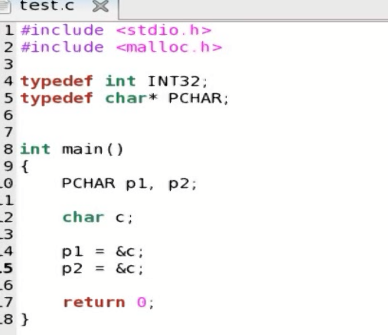 test.c
1 #include <stdio.h>
2 #include <malloc.h>
3
4 typedef int INT32;
5 typedef char* PCHAR;
6
7
8 int main()
9 {
0 PCHAR p1, p2;
1
2 char c;
3
4 p1 = &c;
5 p2 = &c;
6
7 return 0;
8 }